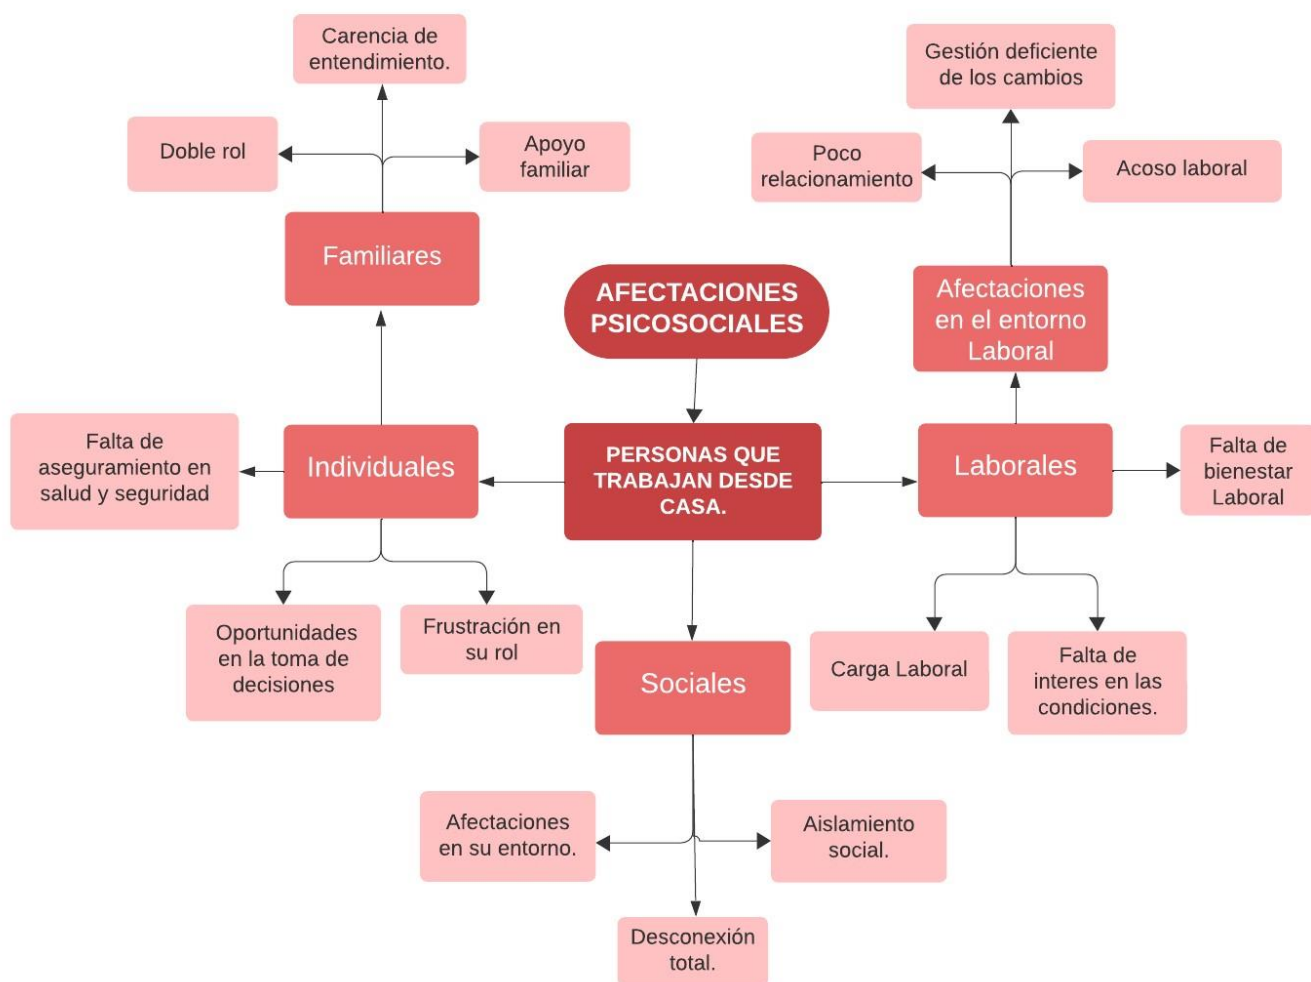 Carencia de
entendimiento.
Doble rol
Apoyo
familiar
Familiares
Gestión deficiente
de los cambios
Poco
relacionamiento
Acoso laboral
Afectaciones
en el entorno
Laboral
AFECTACIONES
PSICOSOCIALES
PERSONAS QUE
TRABAJAN DESDE
CASA.
Individuales
Falta de
aseguramiento en
salud y seguridad
Oportunidades
en la toma de
decisiones
Frustración en
su rol
Laborales
Falta de
bienestar
Laboral
Carga Laboral
Falta de
interes en las
condiciones.
Sociales
Afectaciones
en su entorno.
Aislamiento
social.
Desconexión
total.